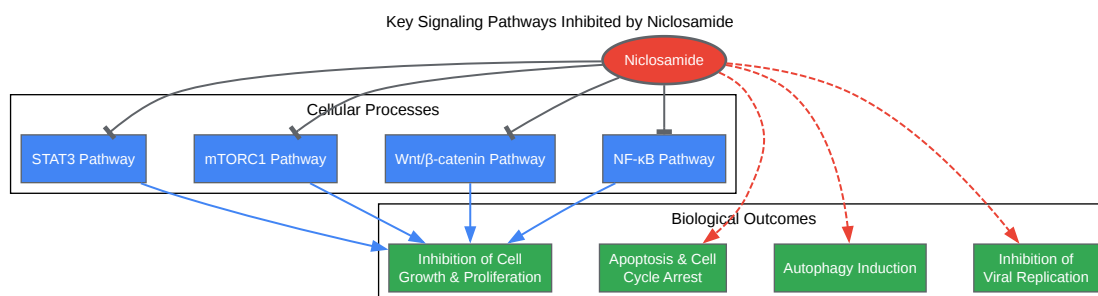 Key Signaling Pathways Inhibited by Niclosamide
Niclosamide
Cellular Processes
STAT3 Pathway
mTORC1 Pathway
Wnt/β-catenin Pathway
NF-κB Pathway
Biological Outcomes
Inhibition of Cell
Growth & Proliferation
Apoptosis & Cell
Cycle Arrest
Autophagy Induction
Inhibition of
Viral Replication